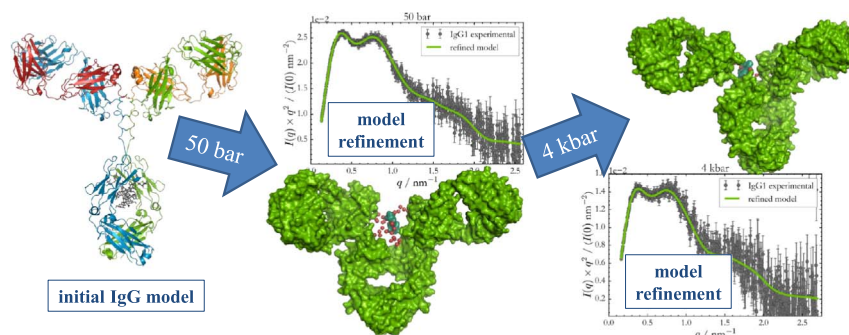 initial IgG model
50 bar
1e−2
50 bar
IgG1 experimental
refined model
I(q) × q² / (I(0) nm⁻²)
2.5
2.0
1.5
1.0
0.5
model
refinement
0.0
0.5
1.0
1.5
2.0
2.5
q / nm⁻¹
4 kbar
1e−2
4 kbar
IgG1 experimental
refined model
I(q) × q² / (I(0) nm⁻²)
1.4
1.2
1.0
0.8
0.6
0.4
0.2
model
refinement
0.0
0.5
1.0
1.5
2.0
2.5